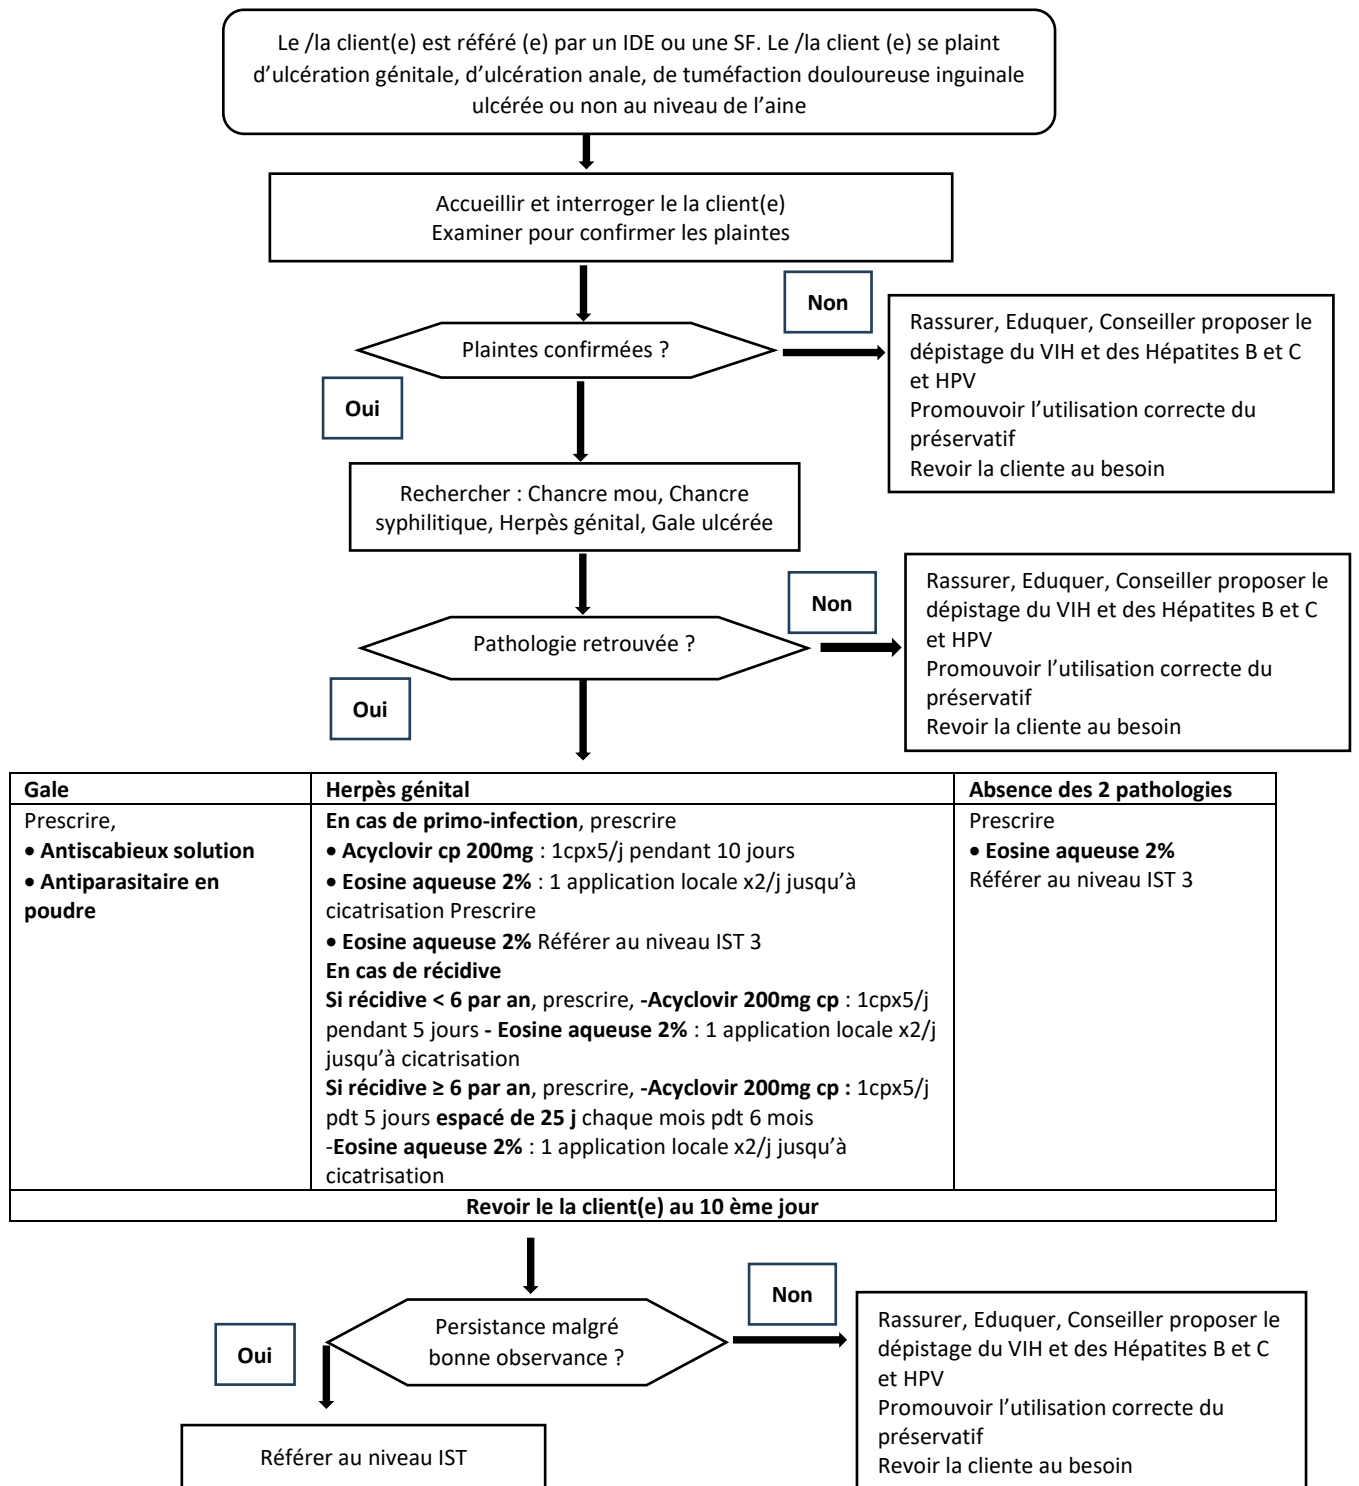 Le /la client(e) est référé (e) par un IDE ou une SF. Le /la client (e) se plaint
d’ulcération génitale, d’ulcération anale, de tuméfaction douloureuse inguinale
ulcérée ou non au niveau de l’aine
Accueillir et interroger le la client(e)
Examiner pour confirmer les plaintes
Non
Plaintes confirmées ?
Rassurer, Eduquer, Conseiller proposer le
dépistage du VIH et des Hépatites B et C
et HPV
Promouvoir l’utilisation correcte du
préservatif
Revoir la cliente au besoin
Oui
Rechercher : Chancre mou, Chancre
syphilitique, Herpès génital, Gale ulcérée
Non
Pathologie retrouvée ?
Rassurer, Eduquer, Conseiller proposer le
dépistage du VIH et des Hépatites B et C
et HPV
Promouvoir l’utilisation correcte du
préservatif
Revoir la cliente au besoin
Oui
Gale
Prescrire,
• Antiscabieux solution
• Antiparasitaire en
poudre
Herpès génital
En cas de primo-infection, prescrire
• Acyclovir cp 200mg : 1cpx5/j pendant 10 jours
• Eosine aqueuse 2% : 1 application locale x2/j jusqu’à
cicatrisation Prescrire
• Eosine aqueuse 2% Référer au niveau IST 3
En cas de récidive
Si récidive < 6 par an, prescrire, -Acyclovir 200mg cp : 1cpx5/j
pendant 5 jours - Eosine aqueuse 2% : 1 application locale x2/j
jusqu’à cicatrisation
Si récidive ≥ 6 par an, prescrire, -Acyclovir 200mg cp : 1cpx5/j
pdt 5 jours espacé de 25 j chaque mois pdt 6 mois
-Eosine aqueuse 2% : 1 application locale x2/j jusqu’à
cicatrisation
Absence des 2 pathologies
Prescrire
• Eosine aqueuse 2%
Référer au niveau IST 3
Revoir le la client(e) au 10 ème jour
Non
Persistance malgré
bonne observance ?
Oui
Rassurer, Eduquer, Conseiller proposer le
dépistage du VIH et des Hépatites B et C
et HPV
Promouvoir l’utilisation correcte du
préservatif
Revoir la cliente au besoin
Référer au niveau IST